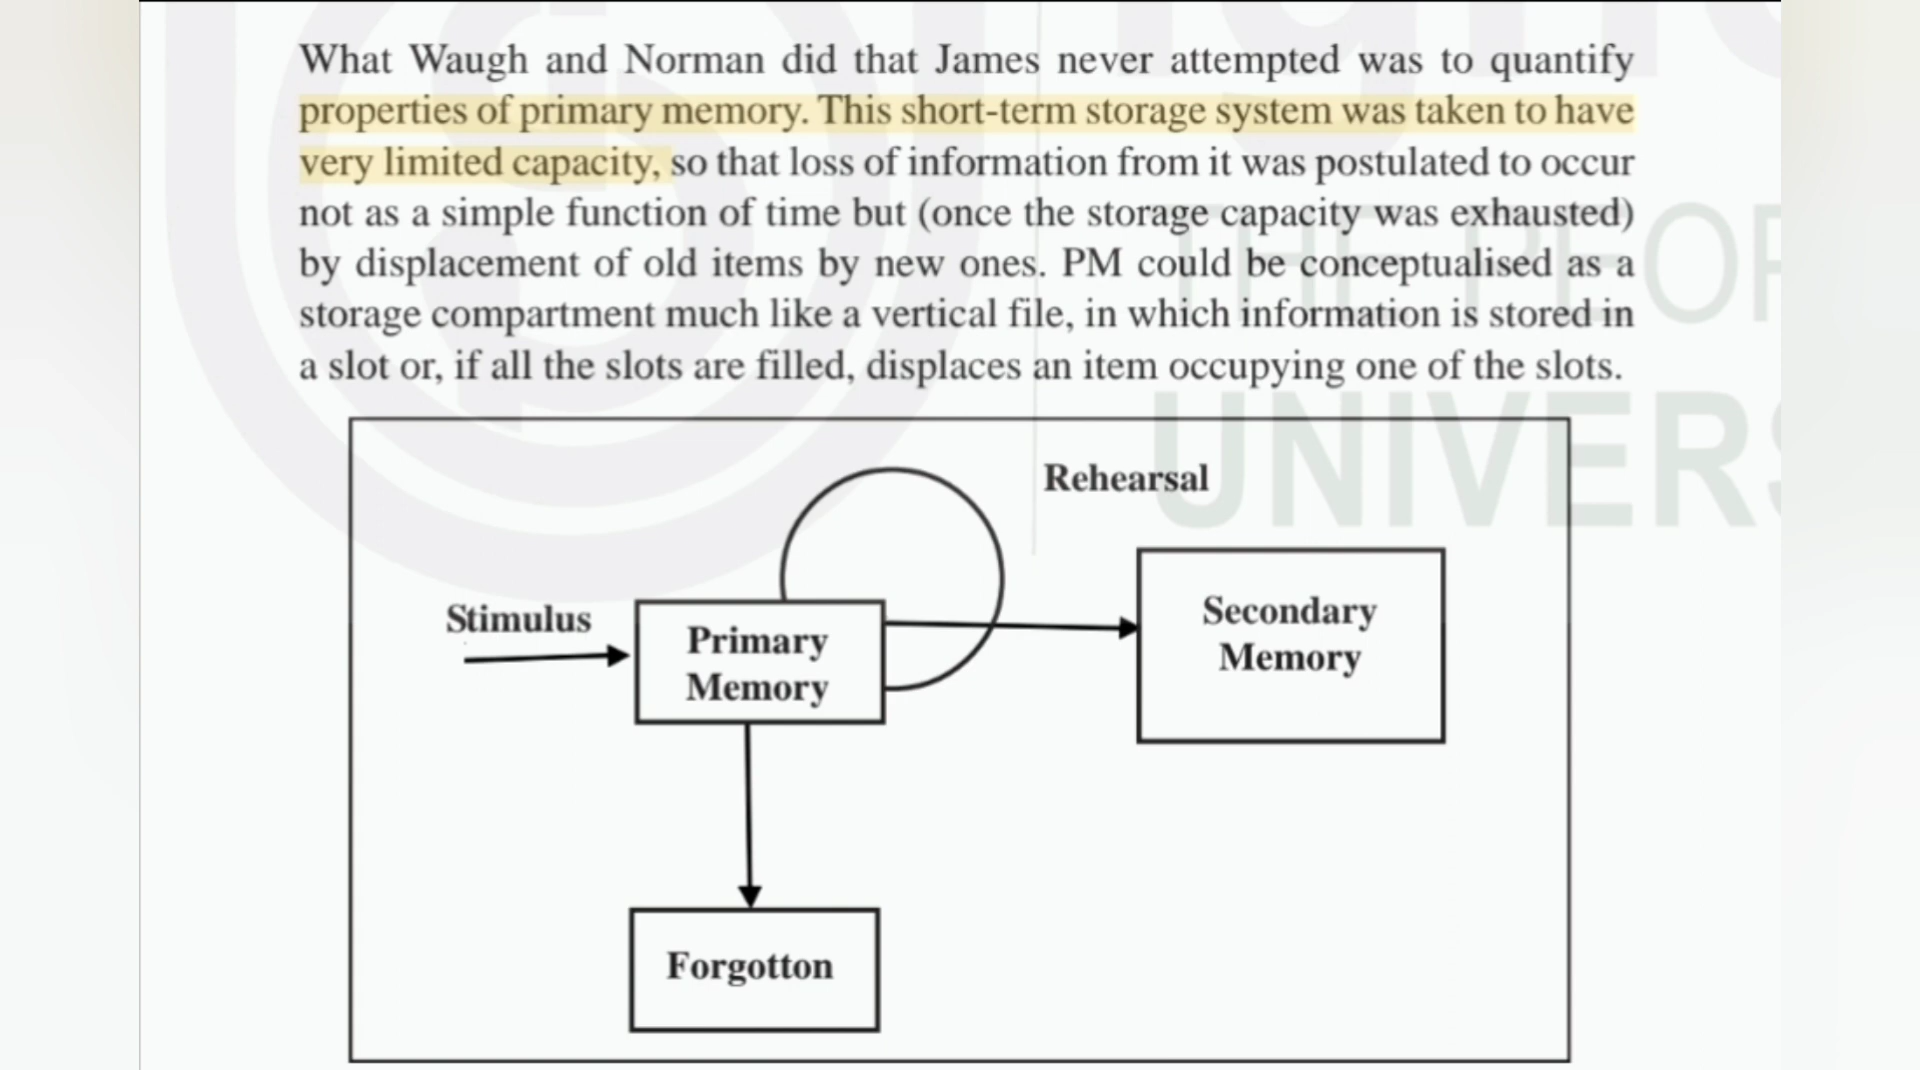 What Waugh and Norman did that James never attempted was to quantify
properties of primary memory. This short-term storage system was taken to have
very limited capacity, so that loss of information from it was postulated to occur
not as a simple function of time but (once the storage capacity was exhausted)
by displacement of old items by new ones. PM could be conceptualised as a
storage compartment much like a vertical file, in which information is stored in
a slot or, if all the slots are filled, displaces an item occupying one of the slots.
Rehearsal
Stimulus
Primary
Memory
Secondary
Memory
Forgotton
THE PEOP
UNIVERS